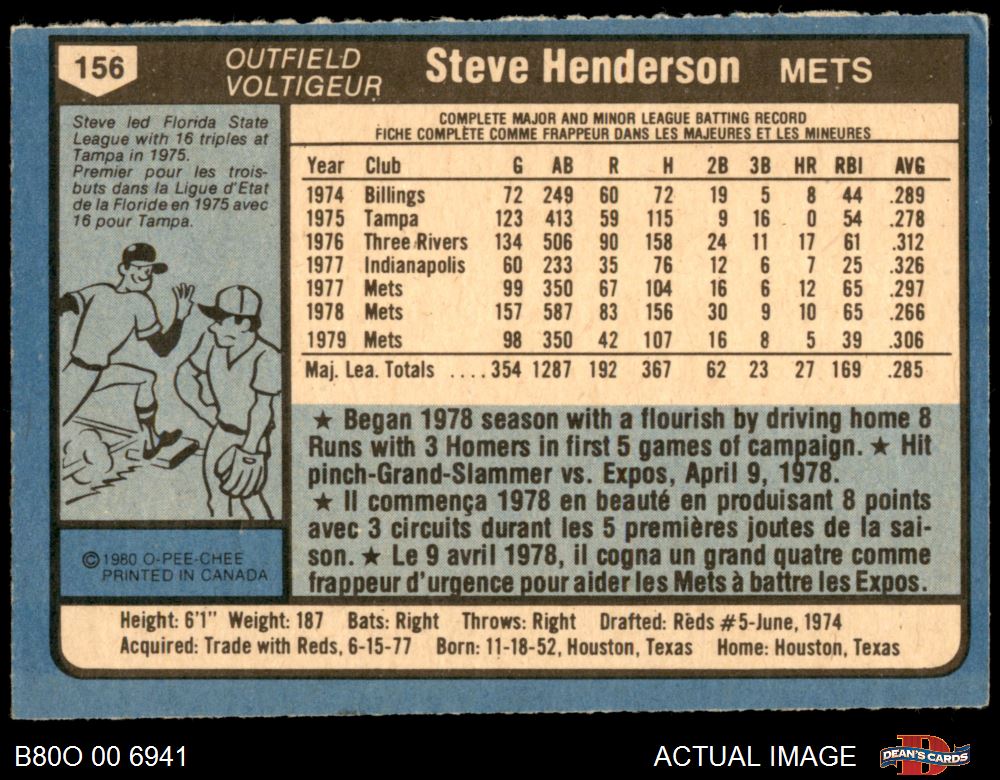 156
OUTFIELD
VOLTIGEUR
Steve Henderson METS
Steve led Florida State
League with 16 triples at
Tampa in 1975.
Premier pour les trois-
buts dans la Ligue d'Etat
de la Floride en 1975 avec
16 pour Tampa.
COMPLETE MAJOR AND MINOR LEAGUE BATTING RECORD
FICHE COMPLÈTE COMME FRAPPEUR DANS LES MAJEURES ET LES MINEURES
Year Club G AB R H 2B 3B HR RBI AVG
1974 Billings 72 249 60 72 19 5 8 44 .289
1975 Tampa 123 413 59 115 9 16 0 54 .278
1976 Three Rivers 134 506 90 158 24 11 17 61 .312
1977 Indianapolis 60 233 35 76 12 6 7 25 .326
1977 Mets 99 350 67 104 16 6 12 65 .297
1978 Mets 157 587 83 156 30 9 10 65 .266
1979 Mets 98 350 42 107 16 8 5 39 .306
Maj. Lea. Totals ....354 1287 192 367 62 23 27 169 .285
★ Began 1978 season with a flourish by driving home 8
Runs with 3 Homers in first 5 games of campaign. ★ Hit
pinch-Grand-Slammer vs. Expos, April 9, 1978.
★ Il commença 1978 en beauté en produisant 8 points
avec 3 circuits durant les 5 premières joutes de la sai-
son. ★ Le 9 avril 1978, il cogna un grand quatre comme
frappeur d'urgence pour aider les Mets à battre les Expos.
©1980 O-PEE-CHEE
PRINTED IN CANADA
Height: 6'1" Weight: 187 Bats: Right Throws: Right Drafted: Reds #5-June, 1974
Acquired: Trade with Reds, 6-15-77 Born: 11-18-52, Houston, Texas Home: Houston, Texas
B80O 00 6941
ACTUAL IMAGE
DEAN'S CARDS